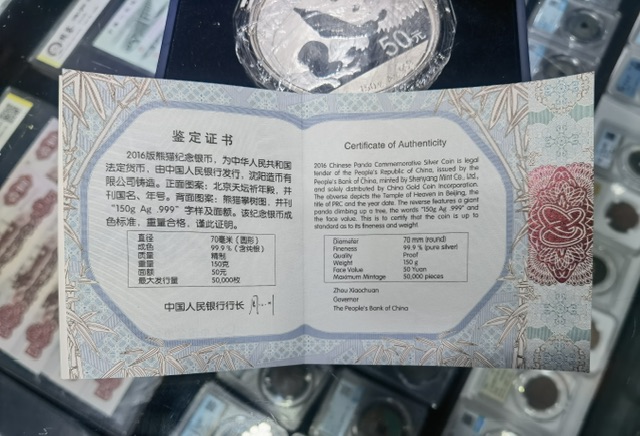 50元
鉴定证书
2016版熊猫纪念银币，为中华人民共和国
法定货币，由中国人民银行发行，沈阳造币有
限公司铸造。正面图案：北京天坛祈年殿，并
刊国名、年号。背面图案：熊猫攀树图，并刊
“150g Ag .999”字样及面额。该纪念银币成
色标准，重量合格，谨此证明。
直径 70毫米（圆形）
成色 99.9%（含纯银）
质量 精制
重量 150克
面额 50元
最大发行量 50,000枚
中国人民银行行长
Certificate of Authenticity
2016 Chinese Panda Commemorative Silver Coin is legal
tender of the People's Republic of China, issued by the
People's Bank of China, minted by Shenyang Mint Co., Ltd.,
and solely distributed by China Gold Coin Incorporation.
The obverse depicts the Temple of Heaven in Beijing, the
title of PRC and the year date. The reverse features a giant
panda climbing up a tree, the words "150g Ag .999" and
the face value. This is to certify that the coin is up to
standard as to its fineness and weight
Diameter 70 mm (round)
Fineness 99.9 % (pure silver)
Quality Proof
Weight 150 g
Face Value 50 Yuan
Maximum Mintage 50,000 pieces
Zhou Xiaochuan
Governor
The People's Bank of China